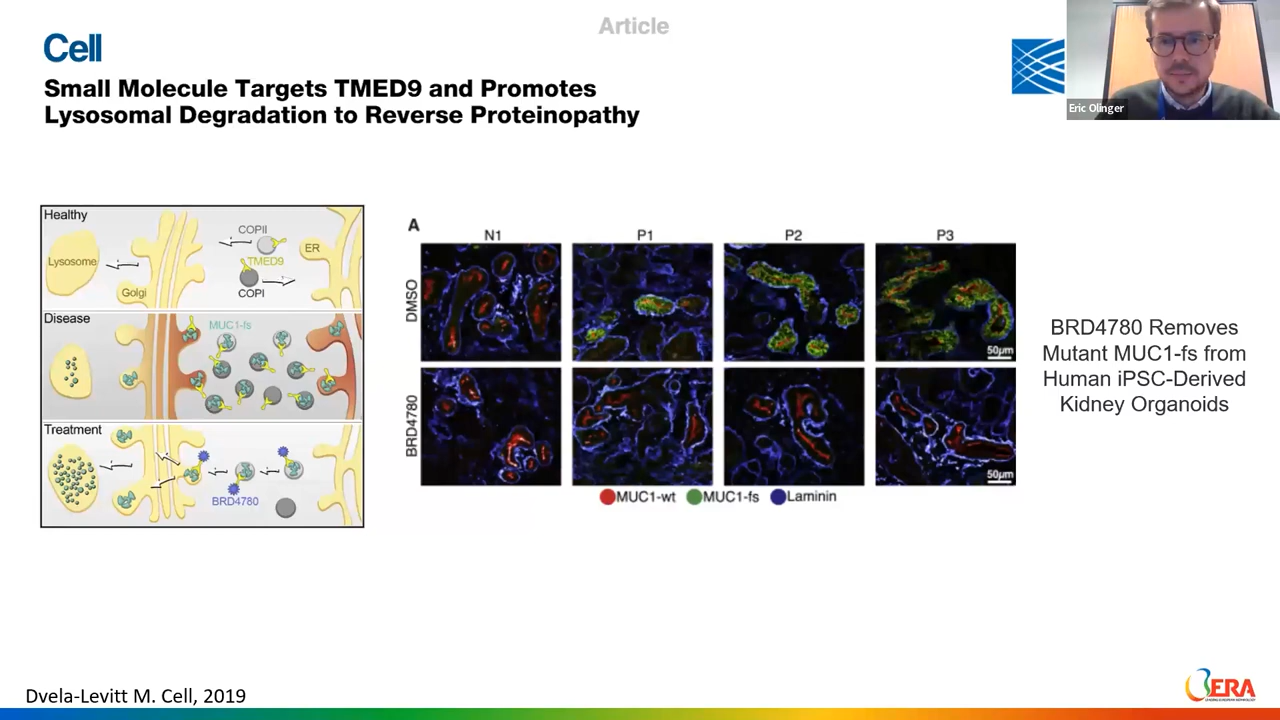 Article
Cell
Small Molecule Targets TMED9 and Promotes
Lysosomal Degradation to Reverse Proteinopathy
Eric Olinger
Healthy
COPII
Lysosome
TMED9
ER
Golgi
COPI
Disease
MUC1-fs
Treatment
BRD4780
A
N1
P1
P2
P3
DMSO
50µm
BRD4780
50µm
MUC1-wt MUC1-fs Laminin
BRD4780 Removes
Mutant MUC1-fs from
Human iPSC-Derived
Kidney Organoids
Dvela-Levitt M. Cell, 2019
ERA